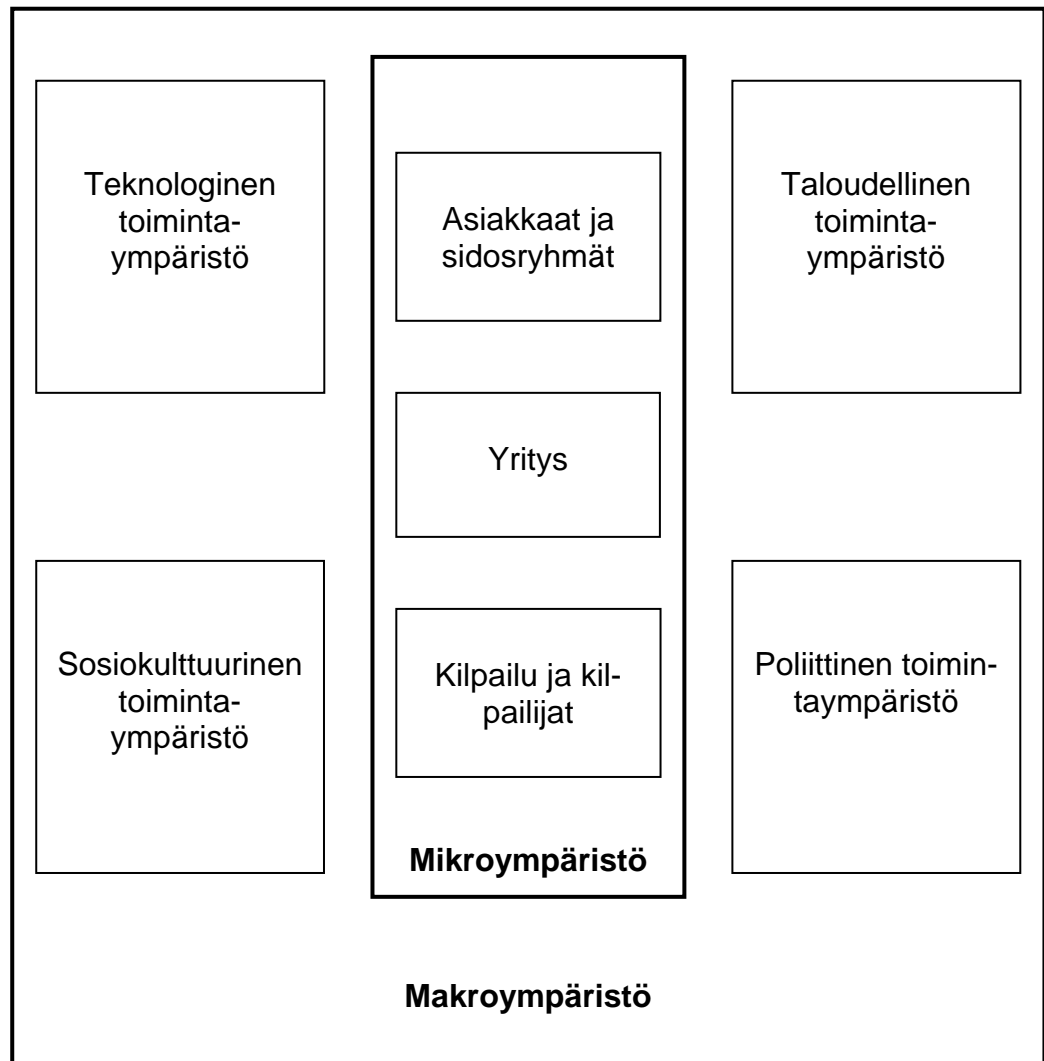 Teknologinen
toiminta-
ympäristö
Asiakkaat ja
sidosryhmät
Taloudellinen
toiminta-
ympäristö
Yritys
Sosiokulttuurinen
toiminta-
ympäristö
Kilpailu ja kil-
pailijat
Poliittinen toimin-
taympäristö
Mikroympäristö
Makroympäristö